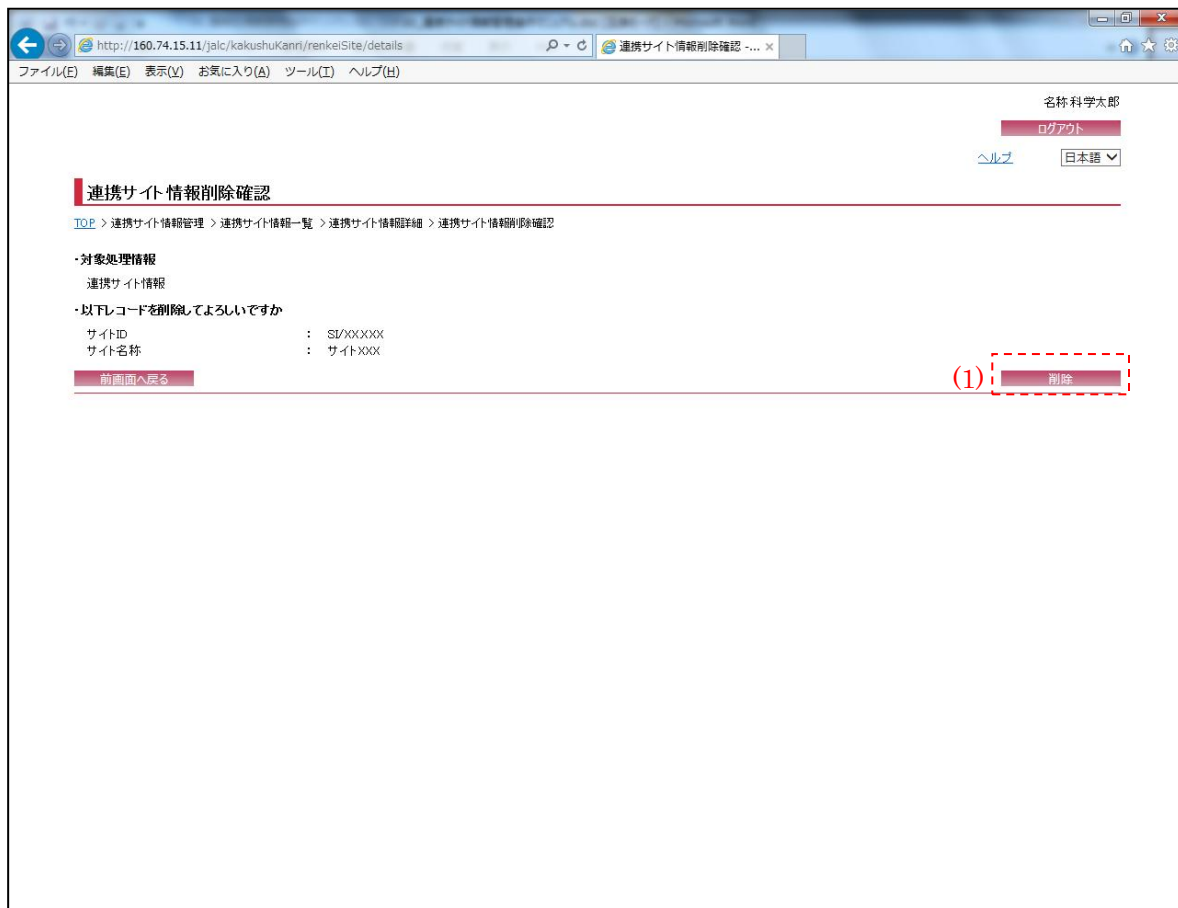 http://160.74.15.11/jalc/kakushuKanri/renkeiSite/details
連携サイト情報削除確認 -...
ファイル(F) 編集(E) 表示(V) お気に入り(A) ツール(T) ヘルプ(H)
名称科学太郎
ログアウト
ヘルプ 日本語
連携サイト情報削除確認
TOP > 連携サイト情報管理 > 連携サイト情報一覧 > 連携サイト情報詳細 > 連携サイト情報削除確認
・対象処理情報
連携サイト情報
・以下レコードを削除してよろしいですか
サイトID : SI/XX.XXX
サイト名称 : サイトXXX
前画面へ戻る (1) 削除